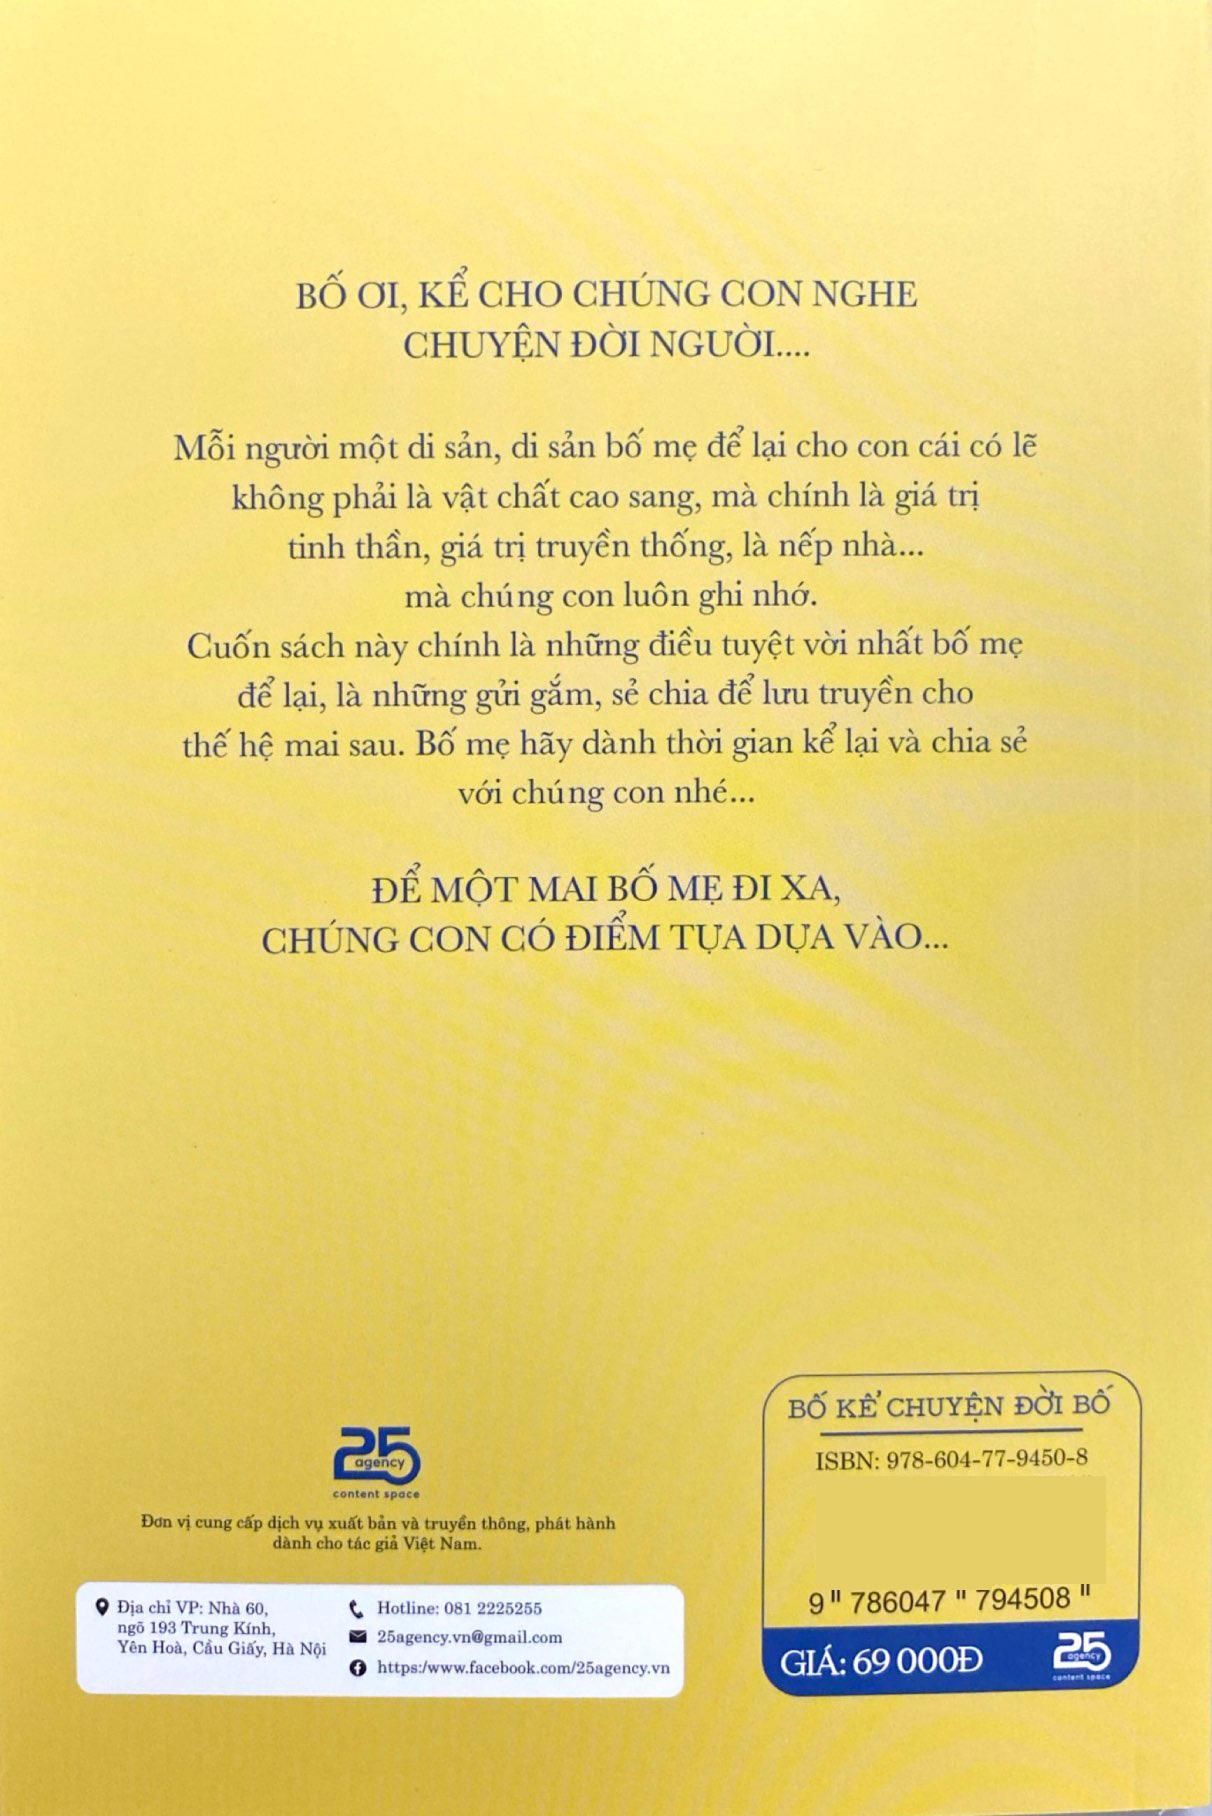 BỐ ƠI, KỂ CHO CHÚNG CON NGHE
CHUYỆN ĐỜI NGƯỜI....
Mỗi người một di sản, di sản bố mẹ để lại cho con cái có lẽ
không phải là vật chất cao sang, mà chính là giá trị
tinh thần, giá trị truyền thống, là nếp nhà...
mà chúng con luôn ghi nhớ.
Cuốn sách này chính là những điều tuyệt vời nhất bố mẹ
để lại, là những gửi gắm, sẻ chia để lưu truyền cho
thế hệ mai sau. Bố mẹ hãy dành thời gian kể lại và chia sẻ
với chúng con nhé...
ĐỂ MỘT MAI BỐ MẸ ĐI XA,
CHÚNG CON CÓ ĐIỂM TỰA DỰA VÀO...
25
agency
content space
Đơn vị cung cấp dịch vụ xuất bản và truyền thông, phát hành
dành cho tác giả Việt Nam.
Địa chỉ VP: Nhà 60,
ngõ 193 Trung Kính,
Yên Hoà, Cầu Giấy, Hà Nội
Hotline: 081 2225255
25agency.vn@gmail.com
https:/www.facebook.com/25agency.vn
BỐ KỂ CHUYỆN ĐỜI BỐ
ISBN: 978-604-77-9450-8
9 " 786047 " 794508 "
GIÁ: 69 000Đ
25
agency
content space